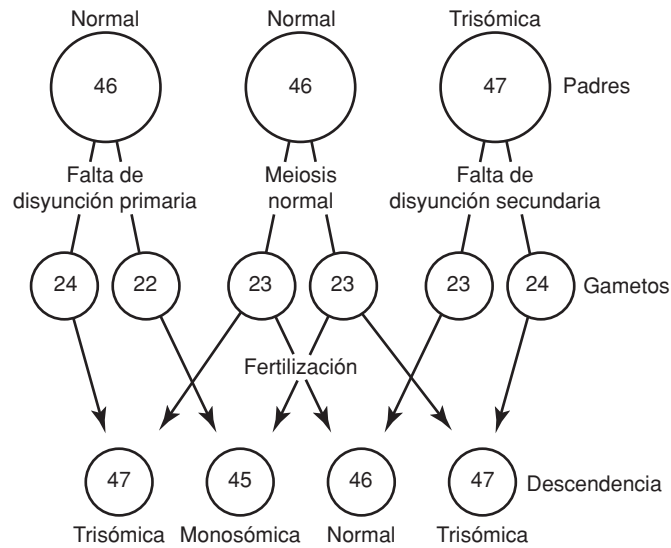 Normal Normal Trisómica
46 46 47 Padres
Falta de
disyunción primaria
Meiosis
normal
Falta de
disyunción secundaria
24 22 23 23 23 24 Gametos
Fertilización
47 45 46 47 Descendencia
Trisómica Monosómica Normal Trisómica